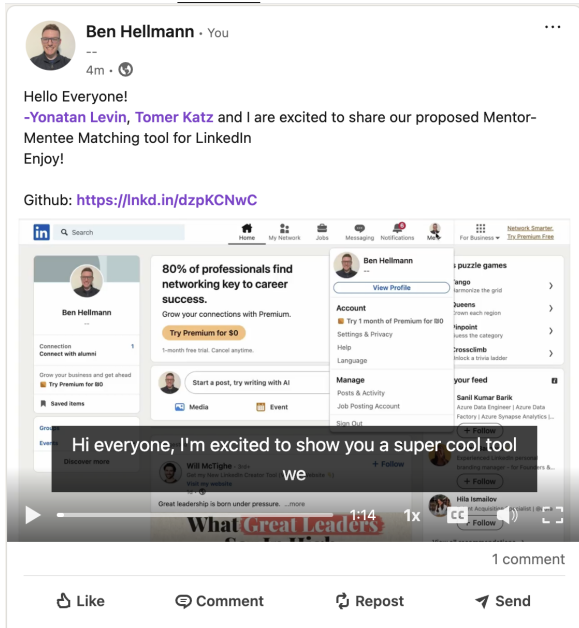 Ben Hellmann · You
--
4m ·
Hello Everyone!
-Yonatan Levin, Tomer Katz and I are excited to share our proposed Mentor-
Mentee Matching tool for LinkedIn
Enjoy!
Github: https://lnkd.in/dzpKCNwC
in
Search
Home
My Network
Jobs
Messaging
Notifications
Me
For Business
Network Smarter,
Try Premium Free
Ben Hellmann
--
Connection 1
Connect with alumni
Grow your business and get ahead
Try Premium for ₪0
Saved items
Groups
Events
Discover more
80% of professionals find
networking key to career
success.
Grow your connections with Premium.
Try Premium for $0
1-month free trial. Cancel anytime.
Start a post, try writing with AI
Media
Event
Will McTighe
+ Follow
Visit my website
Great leadership is born under pressure. ...more
What Great Leaders
Ben Hellmann
--
View Profile
Account
Try 1 month of Premium for ₪0
Settings & Privacy
Help
Language
Manage
Posts & Activity
Job Posting Account
Sign Out
puzzle games
Tango
Harmonize the grid
Queens
Crown each region
Pinpoint
Guess the category
Crossclimb
Unlock a trivia ladder
your feed
Sanil Kumar Barik
Azure Data Engineer | Azure Data
Factory | Azure Synapse Analytics |...
+ Follow
+ Follow
Hila Ismailov
+ Follow
Hi everyone, I'm excited to show you a super cool tool
we
1:14
1x
CC
1 comment
Like
Comment
Repost
Send